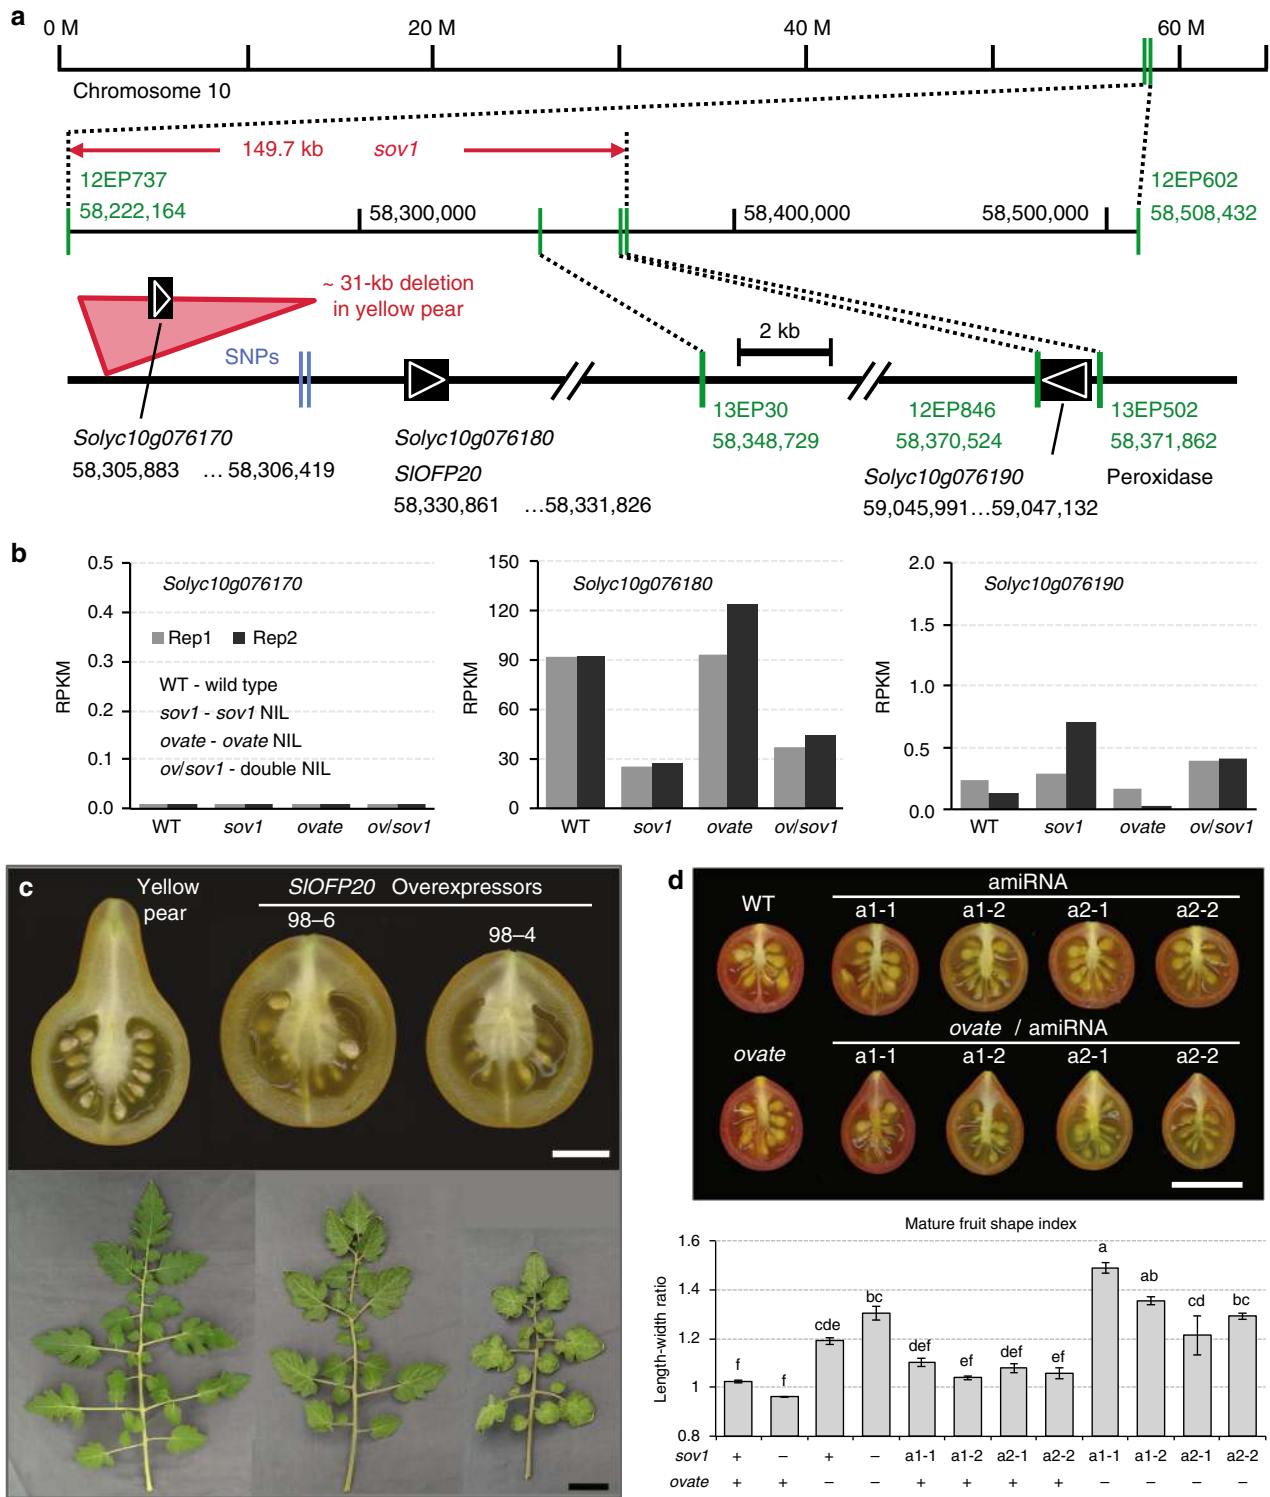 a
0 M 20 M 40 M 60 M
Chromosome 10
149.7 kb sov1
12EP737 12EP602
58,222,164 58,300,000 58,400,000 58,500,000 58,508,432
~ 31-kb deletion
in yellow pear
2 kb
SNPs
13EP30 12EP846 13EP502
58,348,729 58,370,524 58,371,862
Solyc10g076170 Solyc10g076180 Solyc10g076190 Peroxidase
58,305,883 ...58,306,419 SlOFP20 59,045,991...59,047,132
58,330,861 ...58,331,826
b
0.5 0.4 0.3 0.2 0.1 0.0
RPKM
Solyc10g076170
Rep1 Rep2
WT - wild type
sov1 - sov1 NIL
ovate - ovate NIL
ov/sov1 - double NIL
WT sov1 ovate ov/sov1
150 120 90 60 30 0
RPKM
Solyc10g076180
WT sov1 ovate ov/sov1
2.0 1.5 1.0 0.5 0.0
RPKM
Solyc10g076190
WT sov1 ovate ov/sov1
c
Yellow
pear
SlOFP20 Overexpressors
98–6 98–4
d
WT amiRNA
a1-1 a1-2 a2-1 a2-2
ovate / amiRNA
ovate a1-1 a1-2 a2-1 a2-2
Mature fruit shape index
Length-width ratio
1.6 1.4 1.2 1 0.8
f f cde bc def ef def ef a ab cd bc
sov1 + – + – a1-1 a1-2 a2-1 a2-2 a1-1 a1-2 a2-1 a2-2
ovate + + – – + + + + – – – –